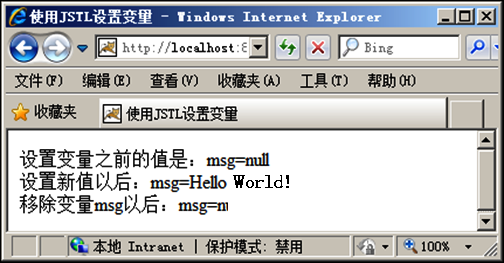 使用JSTL设置变量 - Windows Internet Explorer
http://localhost:8
Bing
文件(F) 编辑(E) 查看(V) 收藏夹(A) 工具(T) 帮助(H)
收藏夹 使用JSTL设置变量
设置变量之前的值是：msg=null
设置新值以后：msg=Hello World!
移除变量msg以后：msg=n
本地 Intranet | 保护模式: 禁用 100%